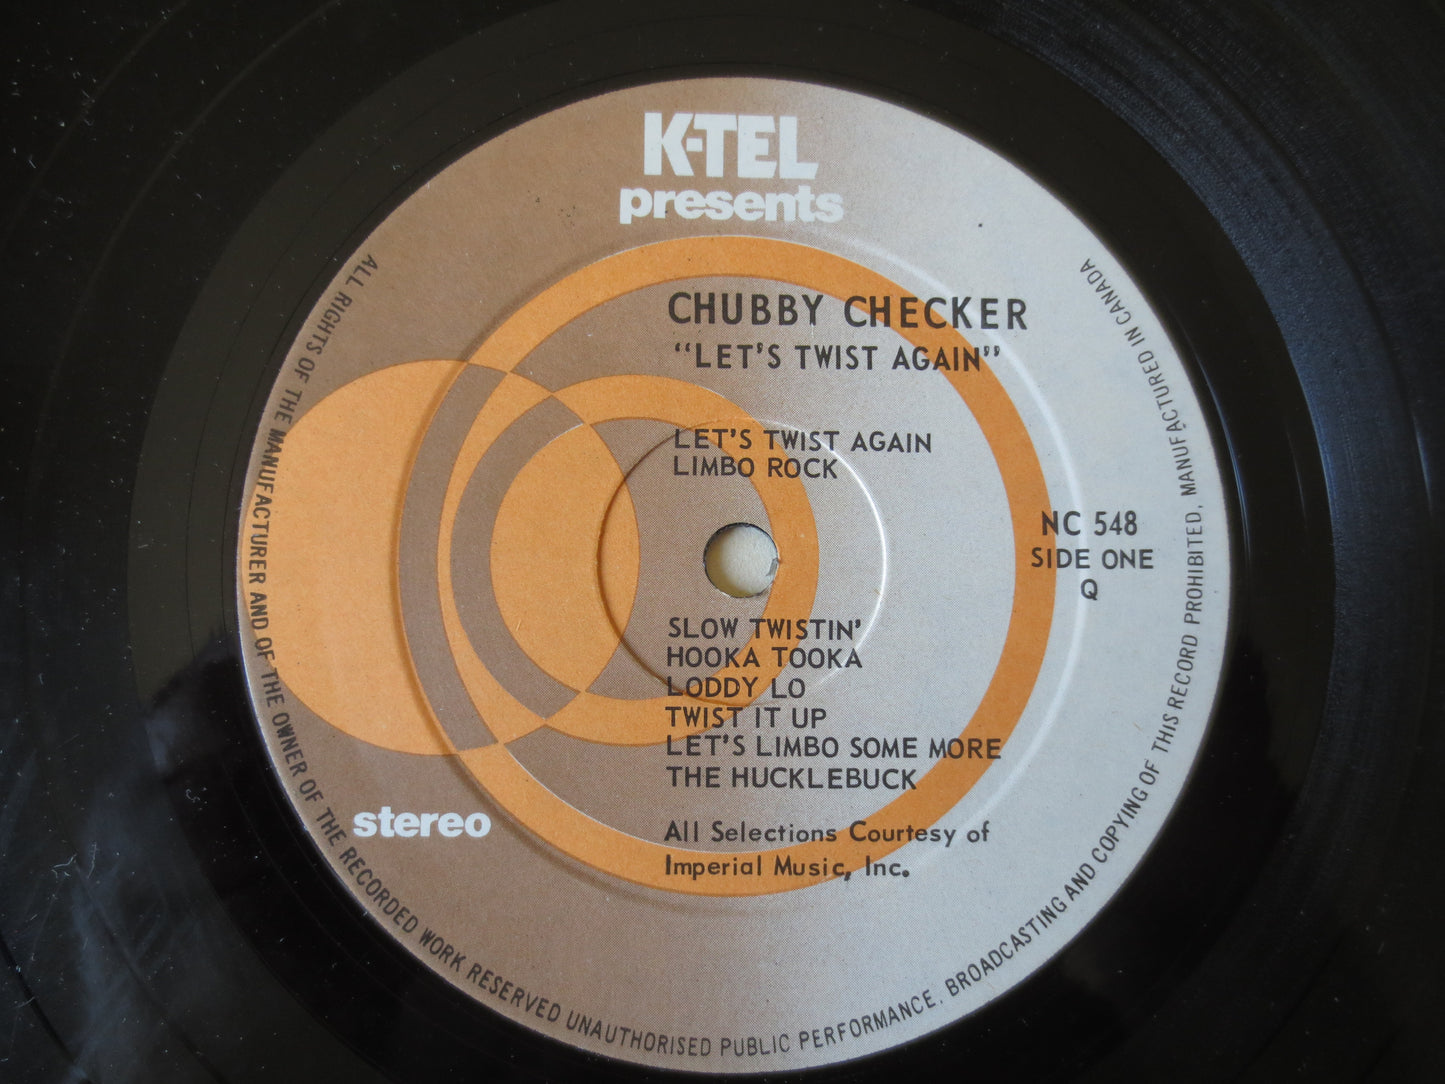 K-TEL
presents
CHUBBY CHECKER
"LET'S TWIST AGAIN"
LET'S TWIST AGAIN
LIMBO ROCK
NC 548
SIDE ONE
Q
SLOW TWISTIN'
HOOKA TOOKA
LODDY LO
TWIST IT UP
LET'S LIMBO SOME MORE
THE HUCKLEBUCK
stereo
All Selections Courtesy of
Imperial Music, Inc.
ALL RIGHTS OF THE MANUFACTURER AND OF THE OWNER OF THE RECORDED WORK RESERVED UNAUTHORISED PUBLIC PERFORMANCE. BROADCASTING AND COPYING OF THIS RECORD PROHIBITED, MANUFACTURED IN CANADA